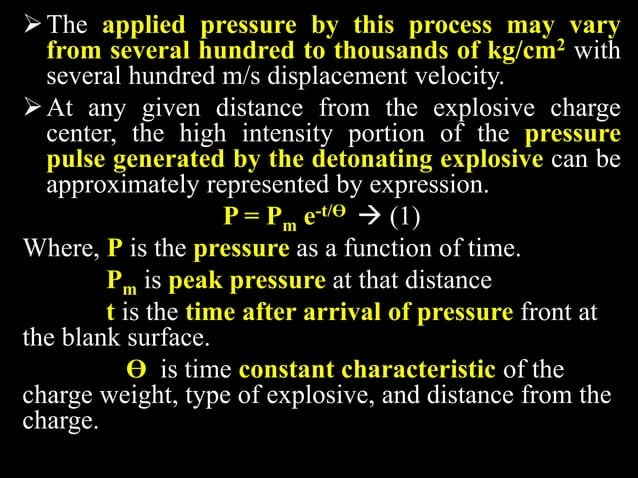 ➢ The applied pressure by this process may vary
from several hundred to thousands of kg/cm² with
several hundred m/s displacement velocity.
➢ At any given distance from the explosive charge
center, the high intensity portion of the pressure
pulse generated by the detonating explosive can be
approximately represented by expression.
P = Pm e-t/Ɵ → (1)
Where, P is the pressure as a function of time.
Pm is peak pressure at that distance
t is the time after arrival of pressure front at
the blank surface.
Ɵ is time constant characteristic of the
charge weight, type of explosive, and distance from the
charge.